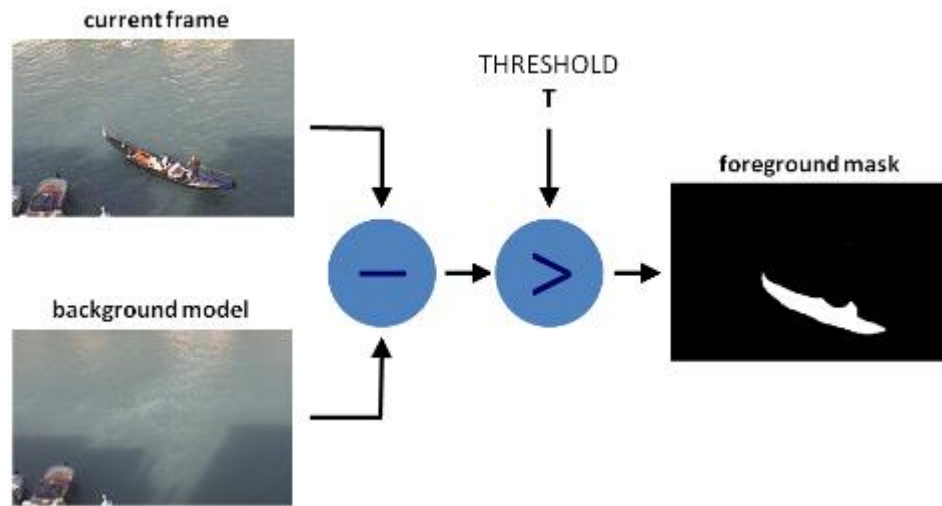 current frame
THRESHOLD
T
foreground mask
background model